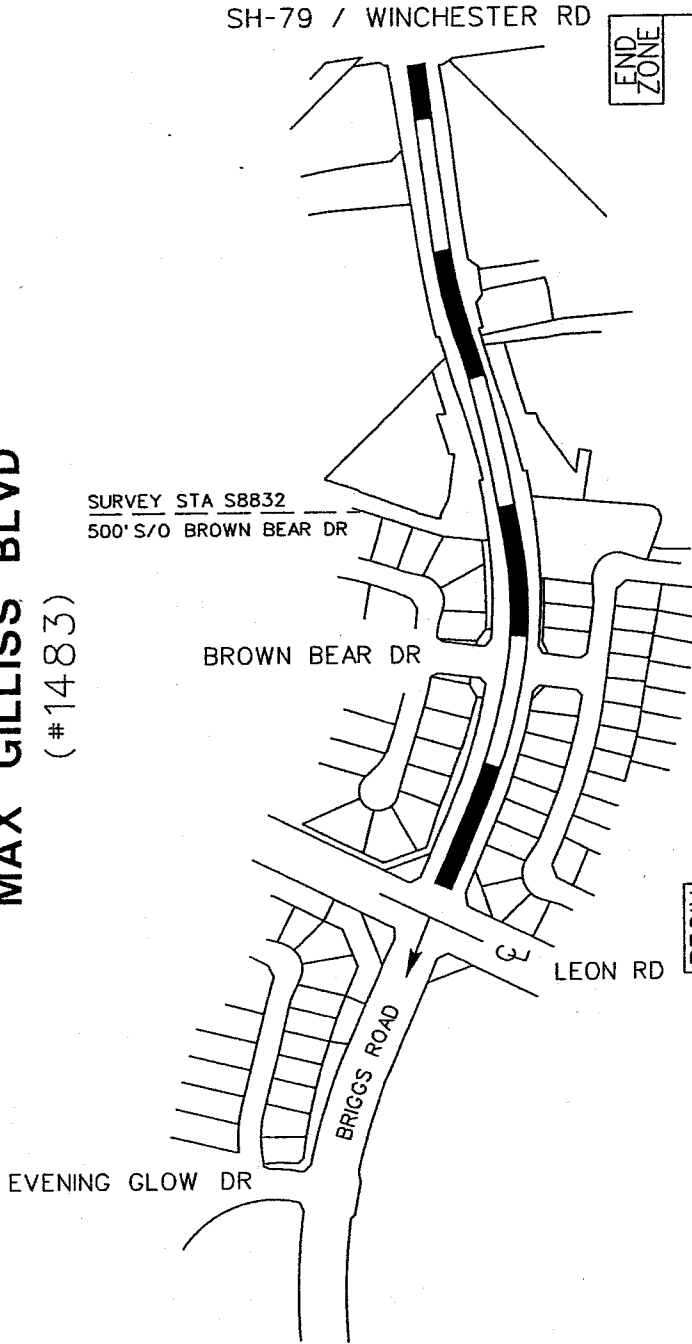 SH-79 / WINCHESTER RD
END
ZONE
MAX GILLISS BLVD
(#1483)
SURVEY STA S8832
500' S/O BROWN BEAR DR
BROWN BEAR DR
LEON RD
BRIGGS ROAD
EVENING GLOW DR